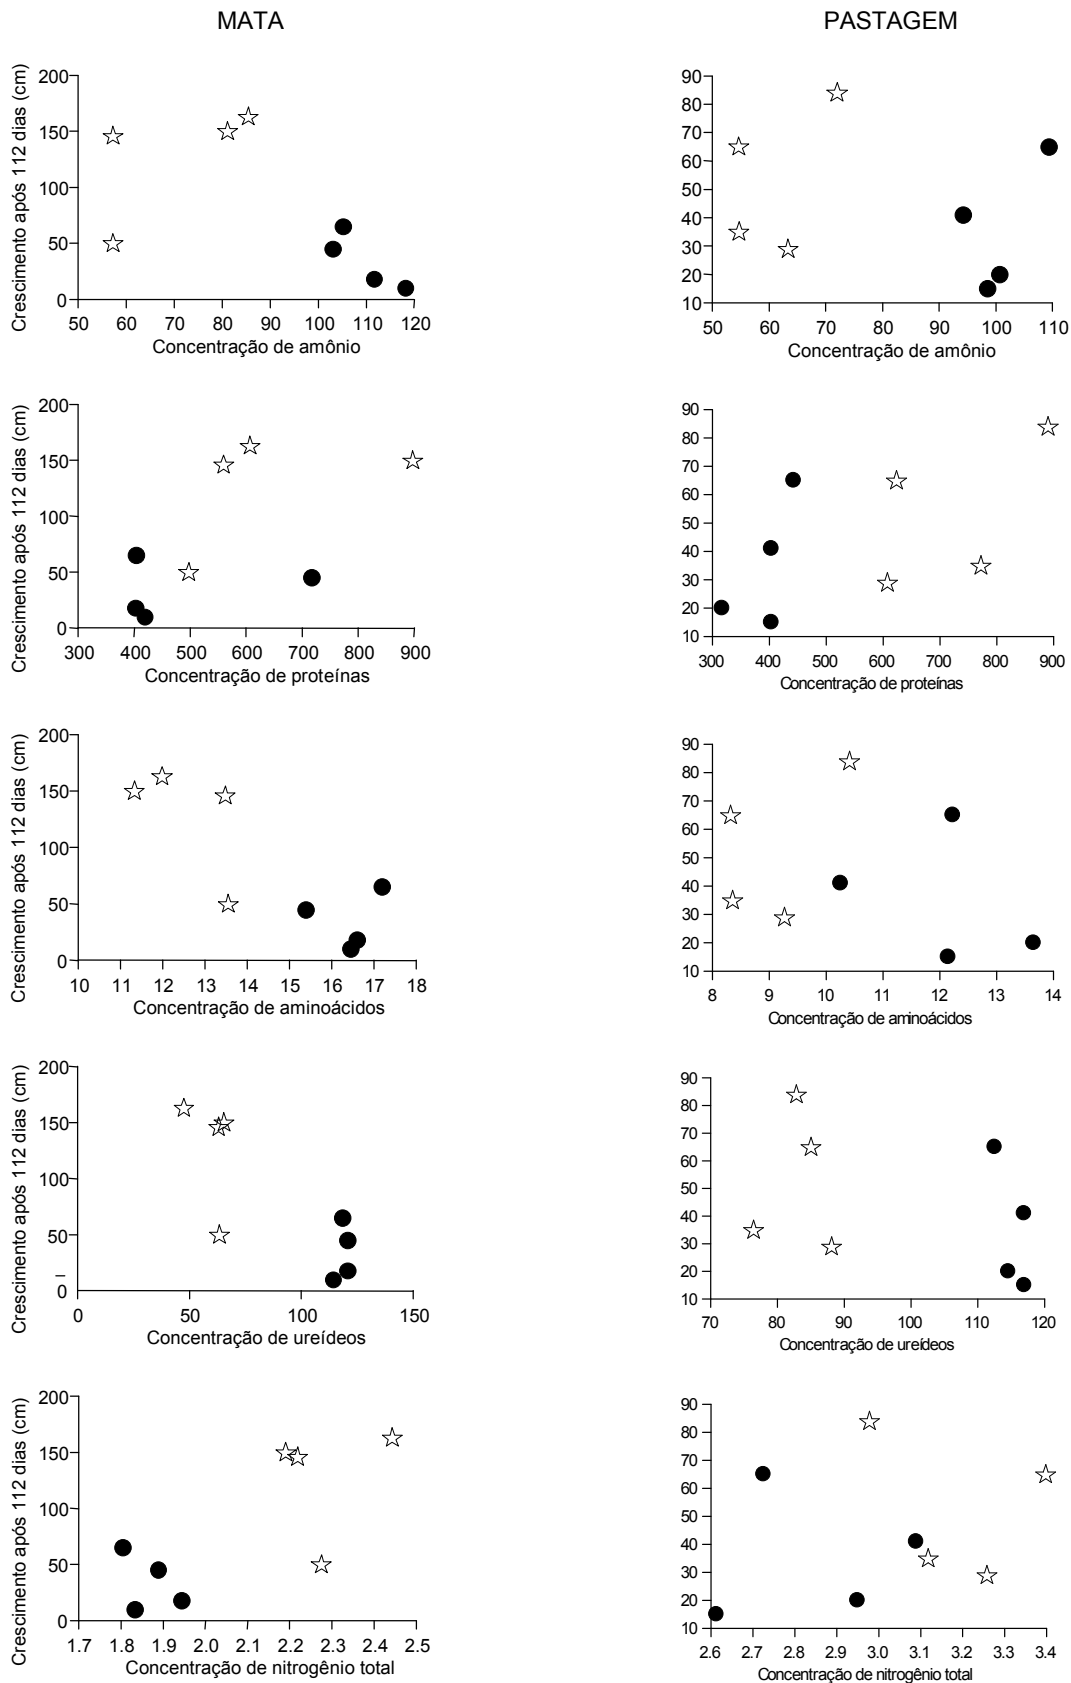 MATA
PASTAGEM
Crescimento após 112 dias (cm)
200
150
100
50
0
50 60 70 80 90 100 110 120
Concentração de amônio
90
80
70
60
50
40
30
20
10
50 60 70 80 90 100 110
Concentração de amônio
Crescimento após 112 dias (cm)
200
150
100
50
0
300 400 500 600 700 800 900
Concentração de proteínas
90
80
70
60
50
40
30
20
10
300 400 500 600 700 800 900
Concentração de proteínas
Crescimento após 112 dias (cm)
200
150
100
50
0
10 11 12 13 14 15 16 17 18
Concentração de aminoácidos
90
80
70
60
50
40
30
20
10
8 9 10 11 12 13 14
Concentração de aminoácidos
Crescimento após 112 dias (cm)
200
150
100
50
0
0 50 100 150
Concentração de ureídeos
90
80
70
60
50
40
30
20
10
70 80 90 100 110 120
Concentração de ureídeos
Crescimento após 112 dias (cm)
200
150
100
50
0
1.7 1.8 1.9 2.0 2.1 2.2 2.3 2.4 2.5
Concentração de nitrogênio total
90
80
70
60
50
40
30
20
10
2.6 2.7 2.8 2.9 3.0 3.1 3.2 3.3 3.4
Concentração de nitrogênio total